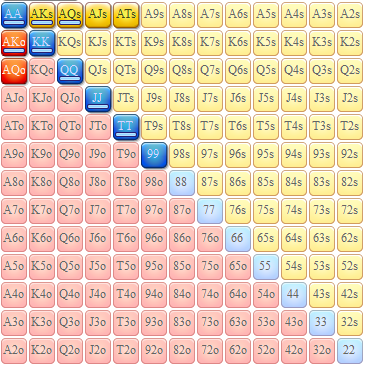 AA AKs AQs AJs ATs A9s A8s A7s A6s A5s A4s A3s A2s
AKo KK KQs KJs KTs K9s K8s K7s K6s K5s K4s K3s K2s
AQo KQo QQ QJs QTs Q9s Q8s Q7s Q6s Q5s Q4s Q3s Q2s
AJo KJo QJo JJ JTs J9s J8s J7s J6s J5s J4s J3s J2s
ATo KTo QTo JTo TT T9s T8s T7s T6s T5s T4s T3s T2s
A9o K9o Q9o J9o T9o 99 98s 97s 96s 95s 94s 93s 92s
A8o K8o Q8o J8o T8o 98o 88 87s 86s 85s 84s 83s 82s
A7o K7o Q7o J7o T7o 97o 87o 77 76s 75s 74s 73s 72s
A6o K6o Q6o J6o T6o 96o 86o 76o 66 65s 64s 63s 62s
A5o K5o Q5o J5o T5o 95o 85o 75o 65o 55 54s 53s 52s
A4o K4o Q4o J4o T4o 94o 84o 74o 64o 54o 44 43s 42s
A3o K3o Q3o J3o T3o 93o 83o 73o 63o 53o 43o 33 32s
A2o K2o Q2o J2o T2o 92o 82o 72o 62o 52o 42o 32o 22